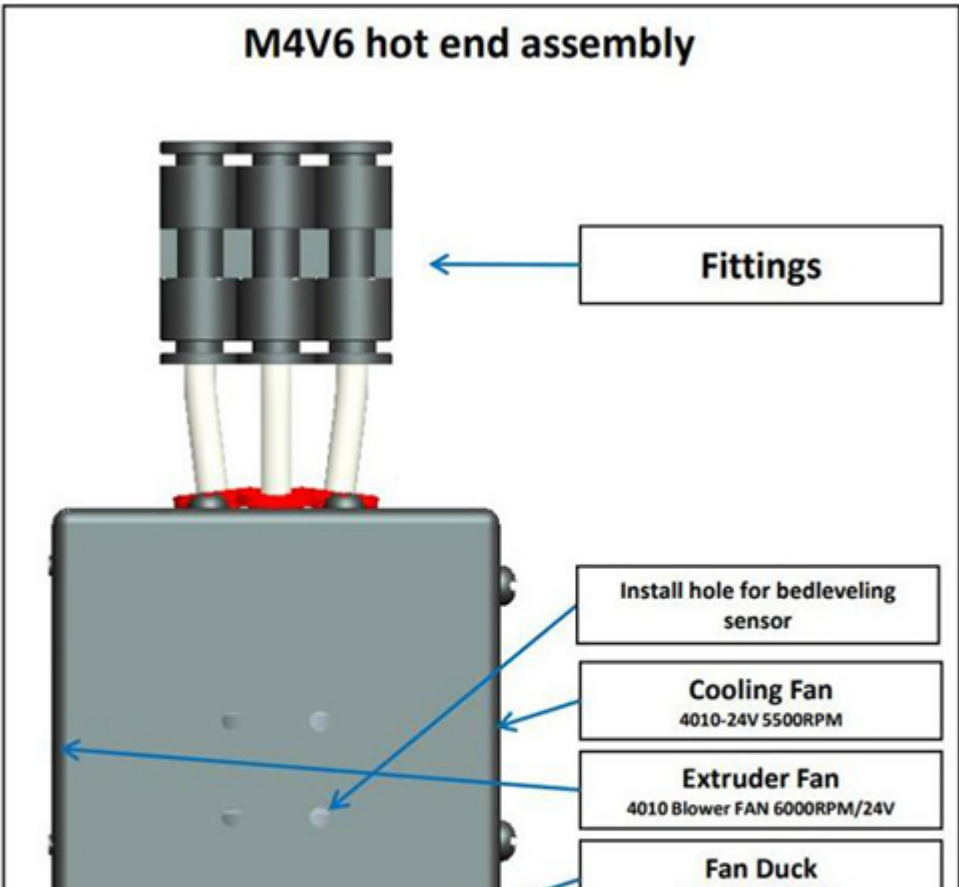 M4V6 hot end assembly
Fittings
Install hole for bedleveling
sensor
Cooling Fan
4010-24V 5500RPM
Extruder Fan
4010 Blower FAN 6000RPM/24V
Fan Duck